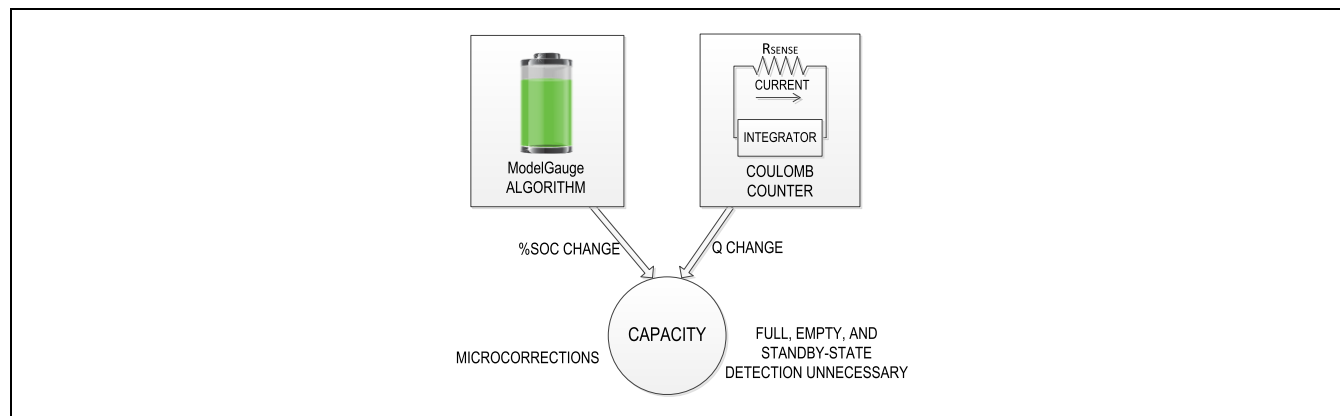 ModelGauge
ALGORITHM
RSENSE
CURRENT
INTEGRATOR
COULOMB
COUNTER
%SOC CHANGE
Q CHANGE
CAPACITY
MICROCORRECTIONS
FULL, EMPTY, AND
STANDBY-STATE
DETECTION UNNECESSARY